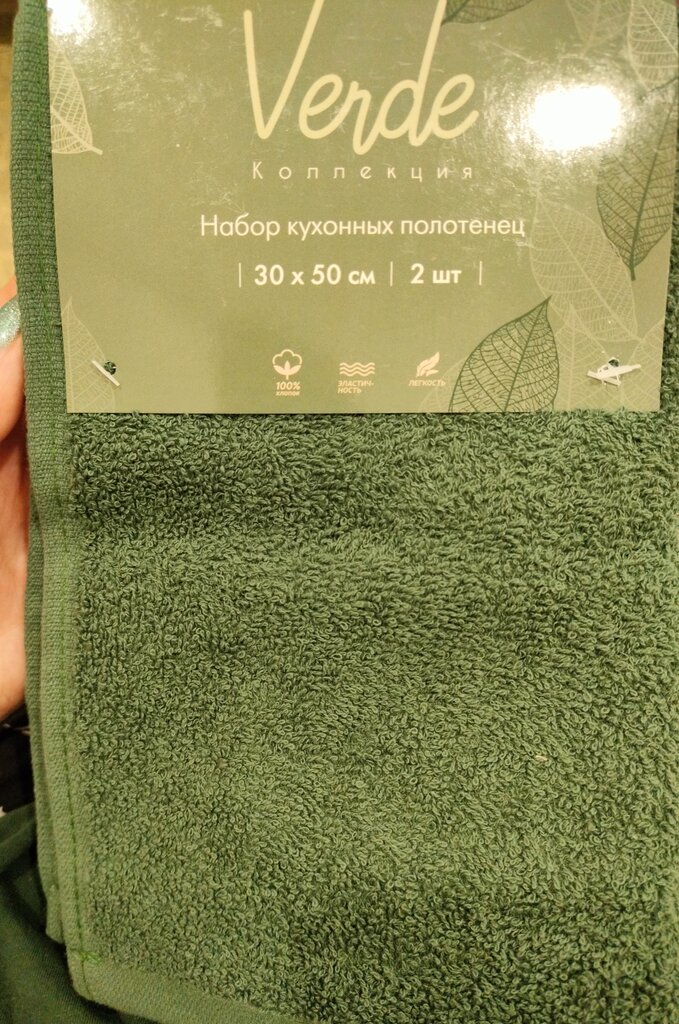 Verde
Коллекция
Набор кухонных полотенец
| 30 х 50 см | 2 шт |
100%
хлопок
эластич-
ность
легкость